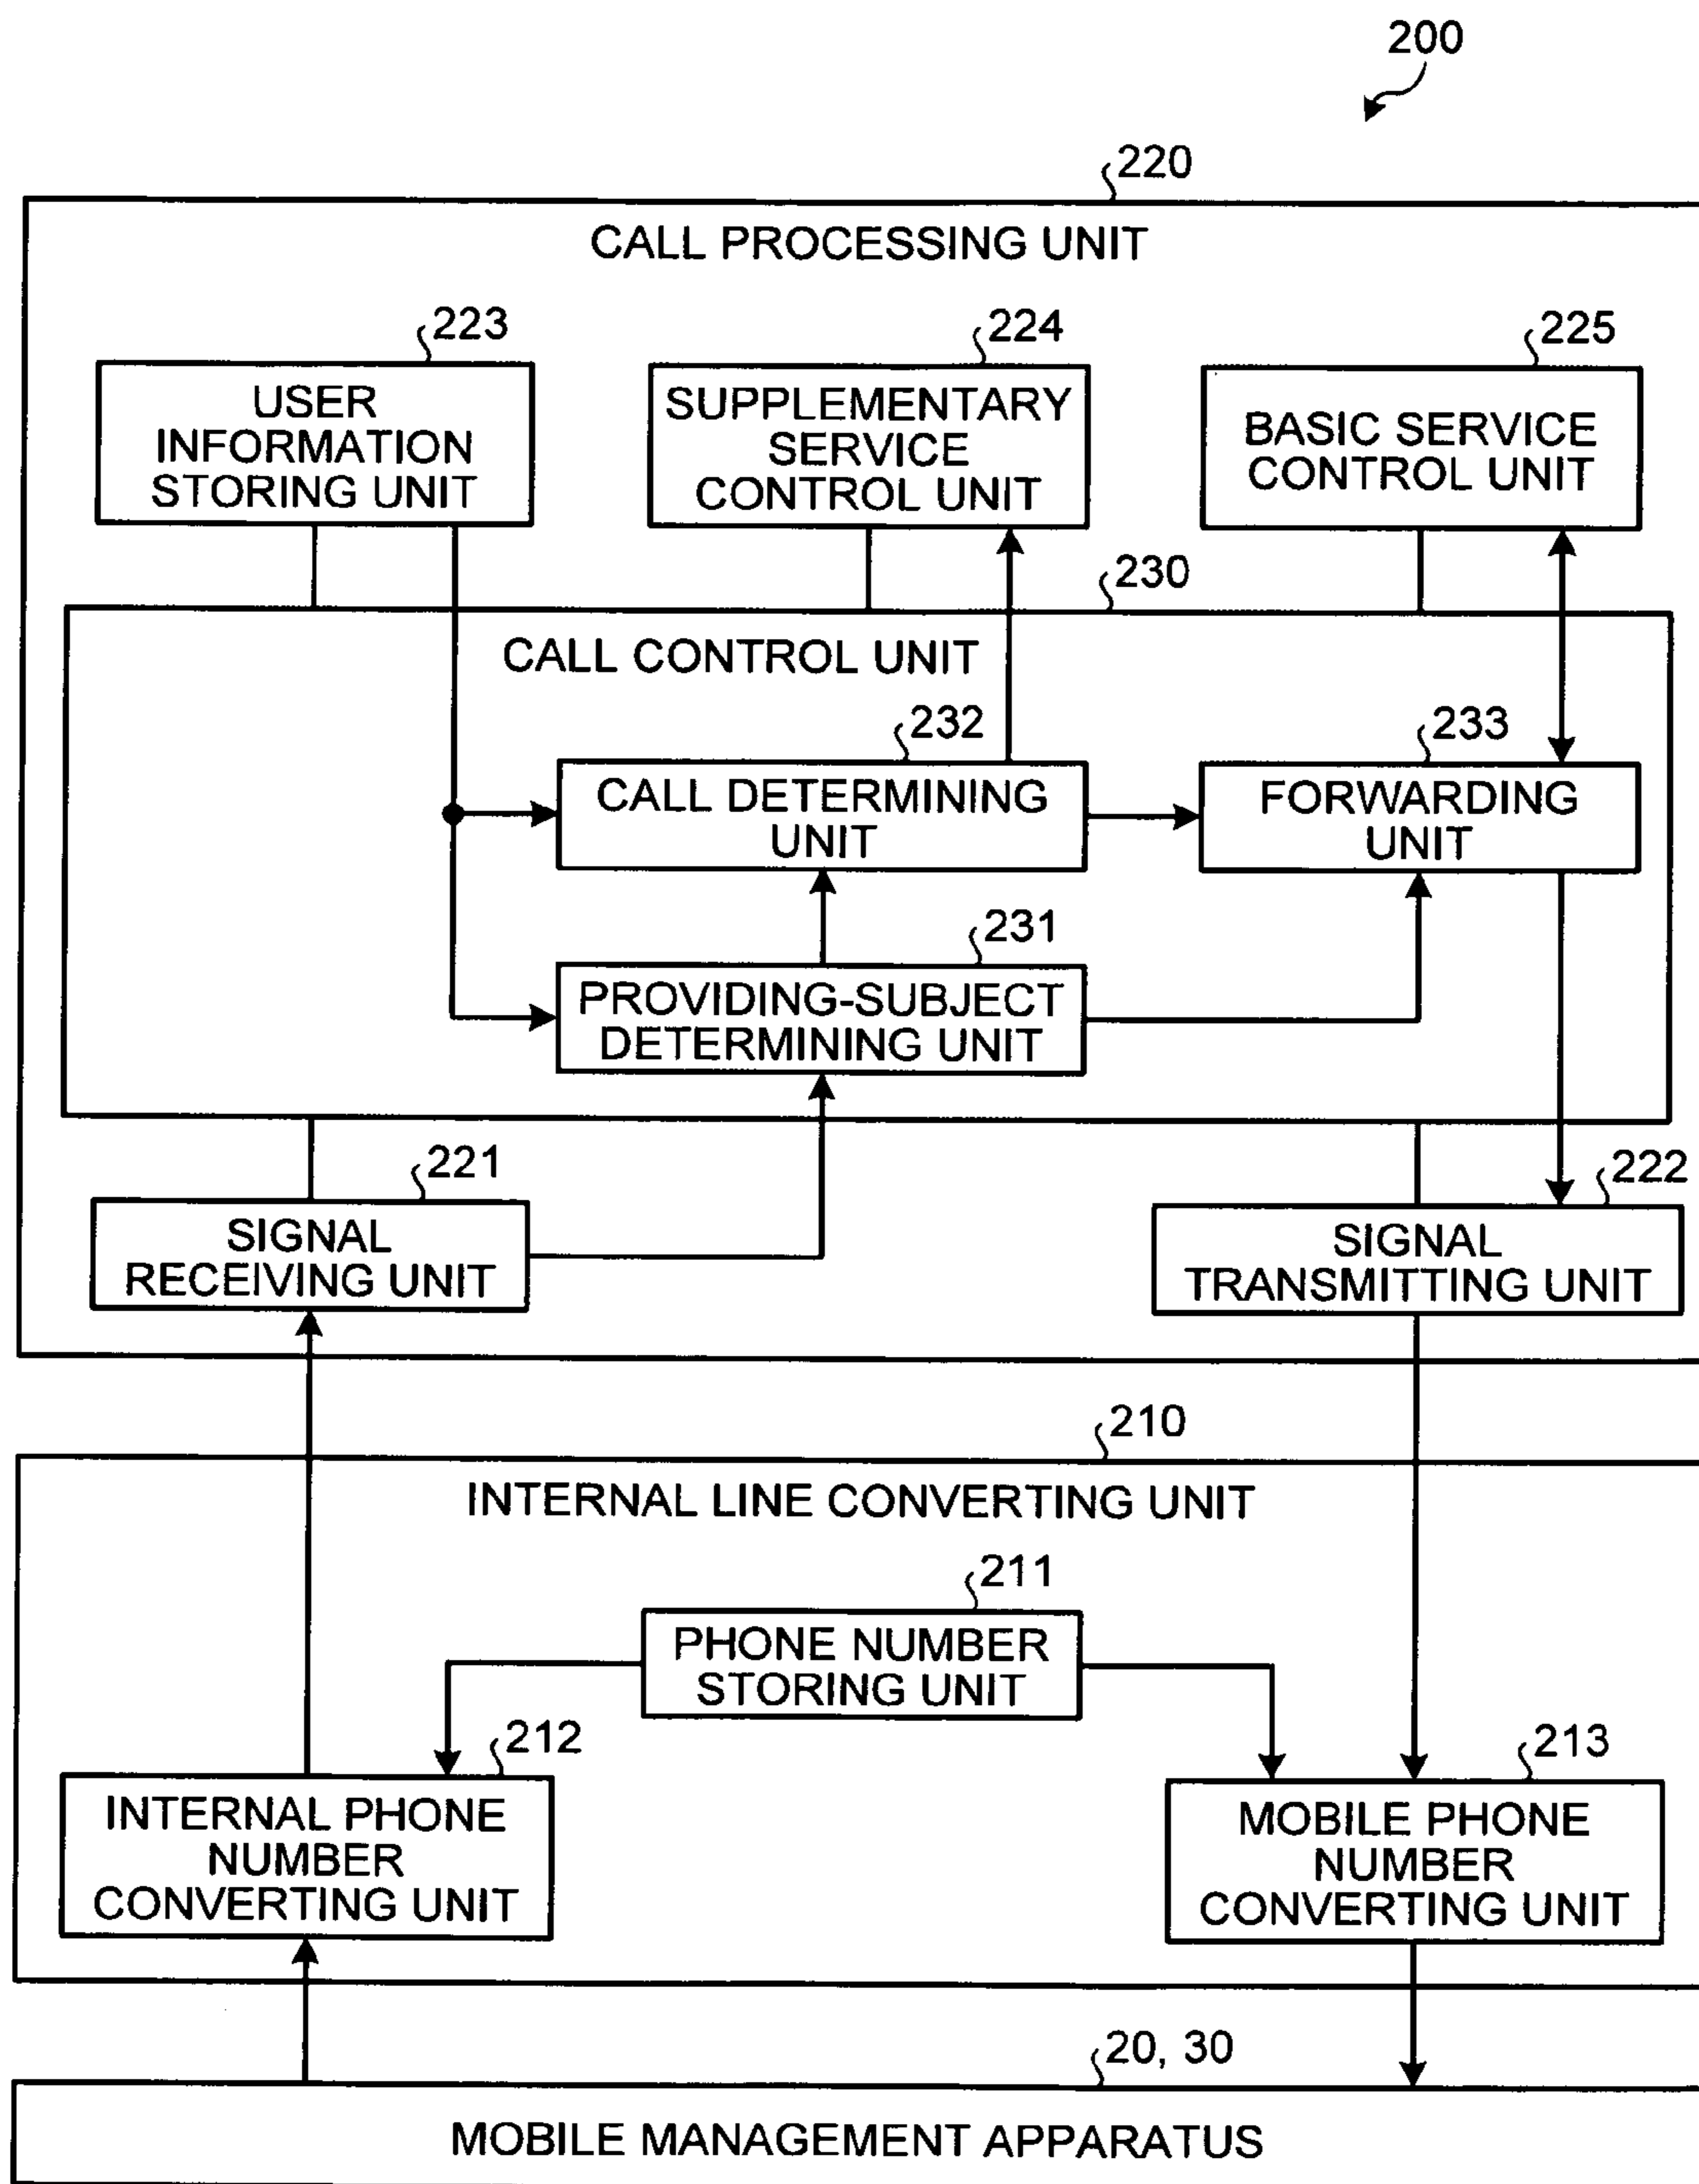 200
220
CALL PROCESSING UNIT
223
224
225
USER
INFORMATION
STORING UNIT
SUPPLEMENTARY
SERVICE
CONTROL UNIT
BASIC SERVICE
CONTROL UNIT
230
CALL CONTROL UNIT
232
233
CALL DETERMINING
UNIT
FORWARDING
UNIT
231
PROVIDING-SUBJECT
DETERMINING UNIT
221
222
SIGNAL
RECEIVING UNIT
SIGNAL
TRANSMITTING UNIT
210
INTERNAL LINE CONVERTING UNIT
211
PHONE NUMBER
STORING UNIT
212
213
INTERNAL PHONE
NUMBER
CONVERTING UNIT
MOBILE PHONE
NUMBER
CONVERTING UNIT
20, 30
MOBILE MANAGEMENT APPARATUS